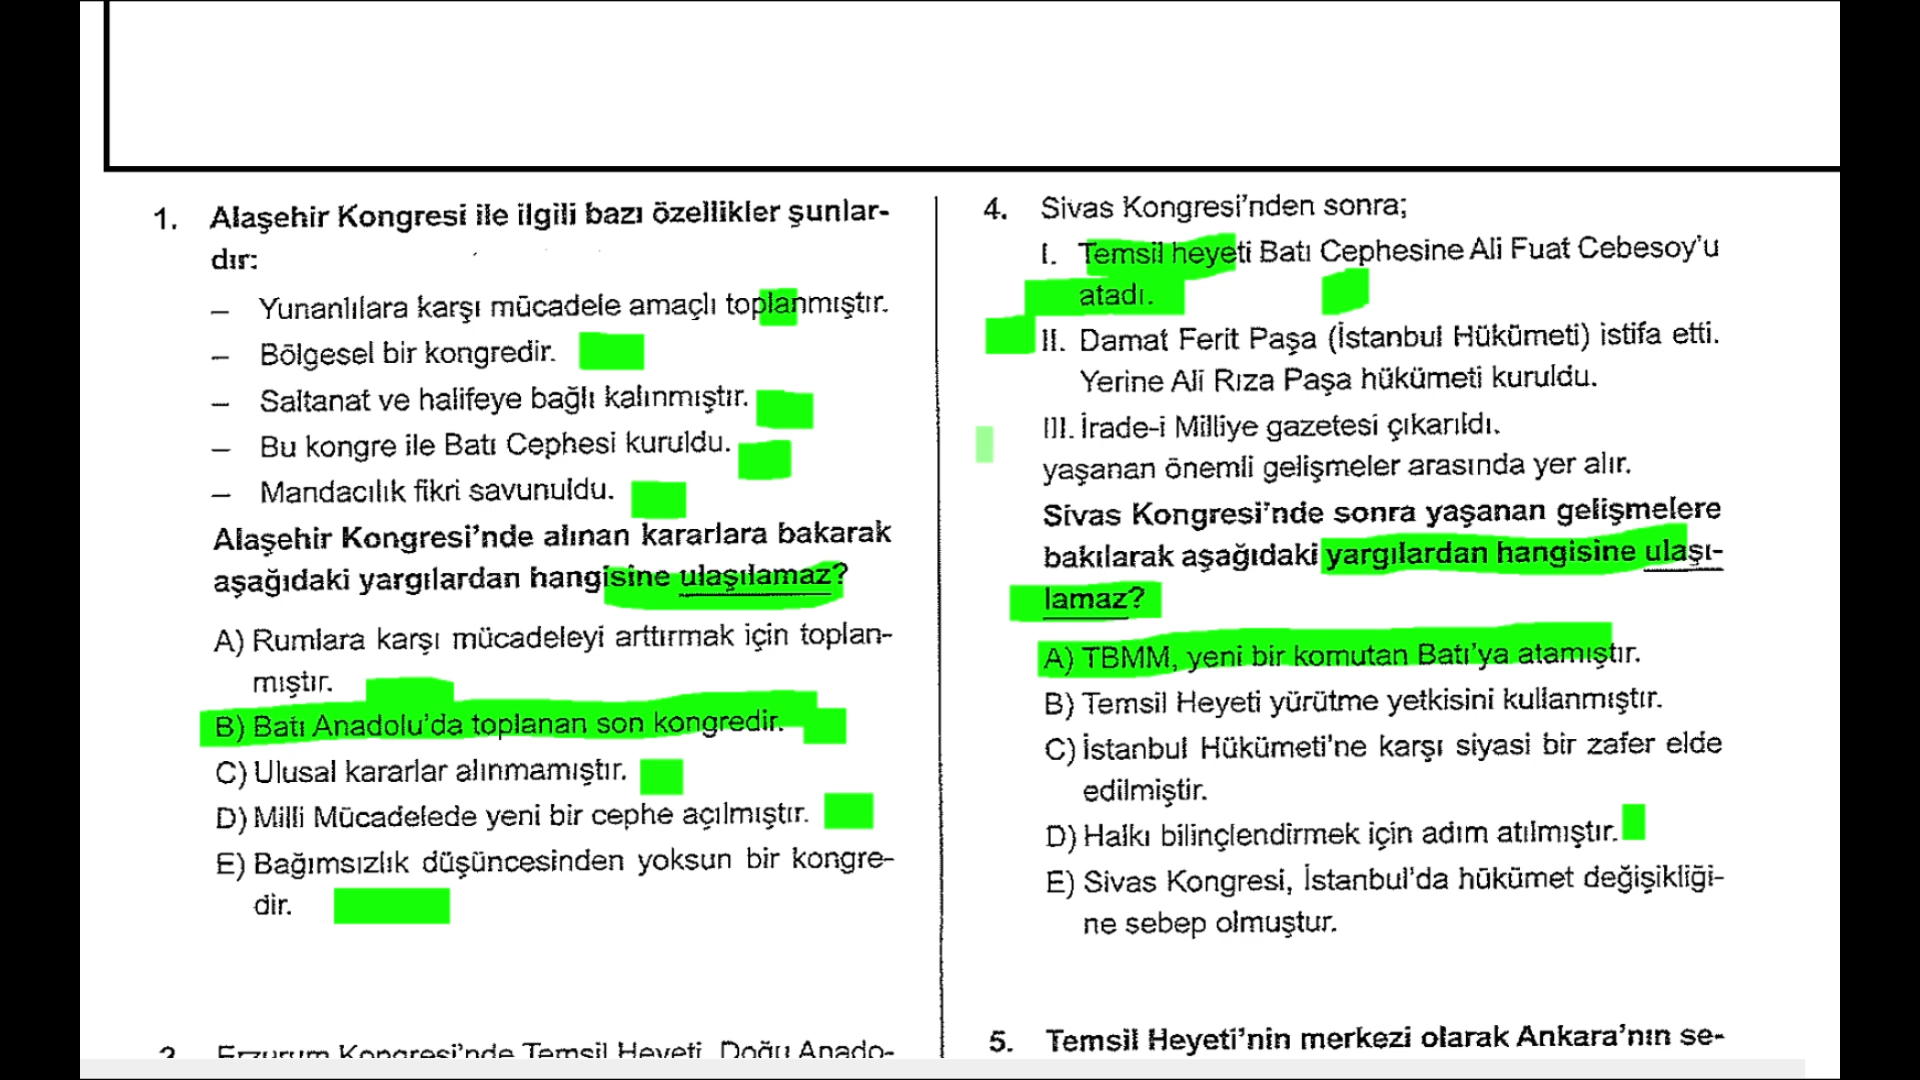 1. Alaşehir Kongresi ile ilgili bazı özellikler şunlar-
dır:
– Yunanlılara karşı mücadele amaçlı toplanmıştır.
– Bölgesel bir kongredir.
– Saltanat ve halifeye bağlı kalınmıştır.
– Bu kongre ile Batı Cephesi kuruldu.
– Mandacılık fikri savunuldu.
Alaşehir Kongresi'nde alınan kararlara bakarak
aşağıdaki yargılardan hangisine ulaşılamaz?
A) Rumlara karşı mücadeleyi arttırmak için toplan-
mıştır.
B) Batı Anadolu'da toplanan son kongredir.
C) Ulusal kararlar alınmamıştır.
D) Milli Mücadelede yeni bir cephe açılmıştır.
E) Bağımsızlık düşüncesinden yoksun bir kongre-
dir.
2. Erzurum Kongresi'nde Temsil Heyeti, Doğu Anado-
4. Sivas Kongresi'nden sonra;
I. Temsil heyeti Batı Cephesine Ali Fuat Cebesoy'u
atadı.
II. Damat Ferit Paşa (İstanbul Hükümeti) istifa etti.
Yerine Ali Rıza Paşa hükümeti kuruldu.
III. İrade-i Milliye gazetesi çıkarıldı.
yaşanan önemli gelişmeler arasında yer alır.
Sivas Kongresi'nde sonra yaşanan gelişmelere
bakılarak aşağıdaki yargılardan hangisine ulaşı-
lamaz?
A) TBMM, yeni bir komutan Batı'ya atamıştır.
B) Temsil Heyeti yürütme yetkisini kullanmıştır.
C) İstanbul Hükümeti'ne karşı siyasi bir zafer elde
edilmiştir.
D) Halkı bilinçlendirmek için adım atılmıştır.
E) Sivas Kongresi, İstanbul'da hükümet değişikliği-
ne sebep olmuştur.
5. Temsil Heyeti'nin merkezi olarak Ankara'nın se-